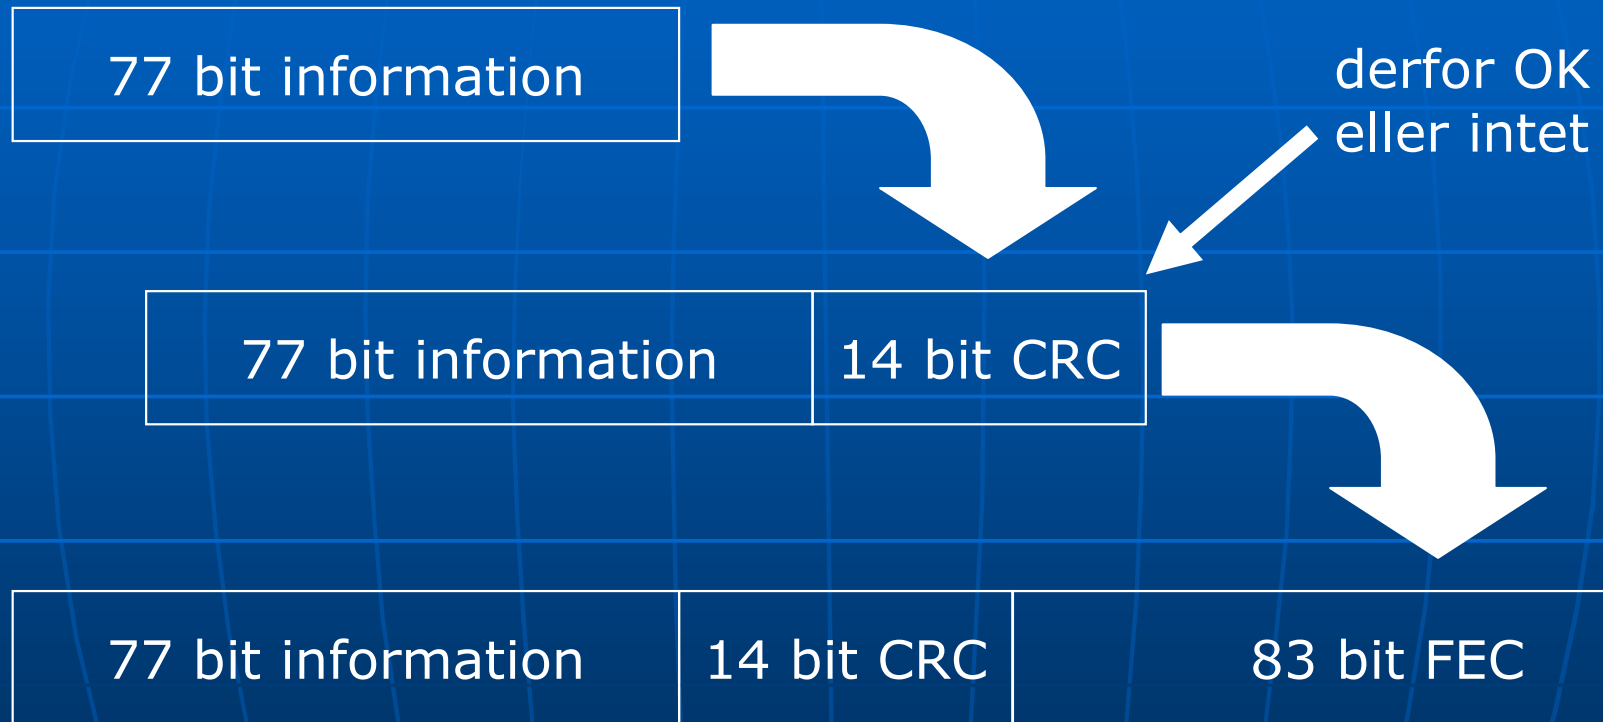 77 bit information
derfor OK
eller intet
77 bit information
14 bit CRC
77 bit information
14 bit CRC
83 bit FEC